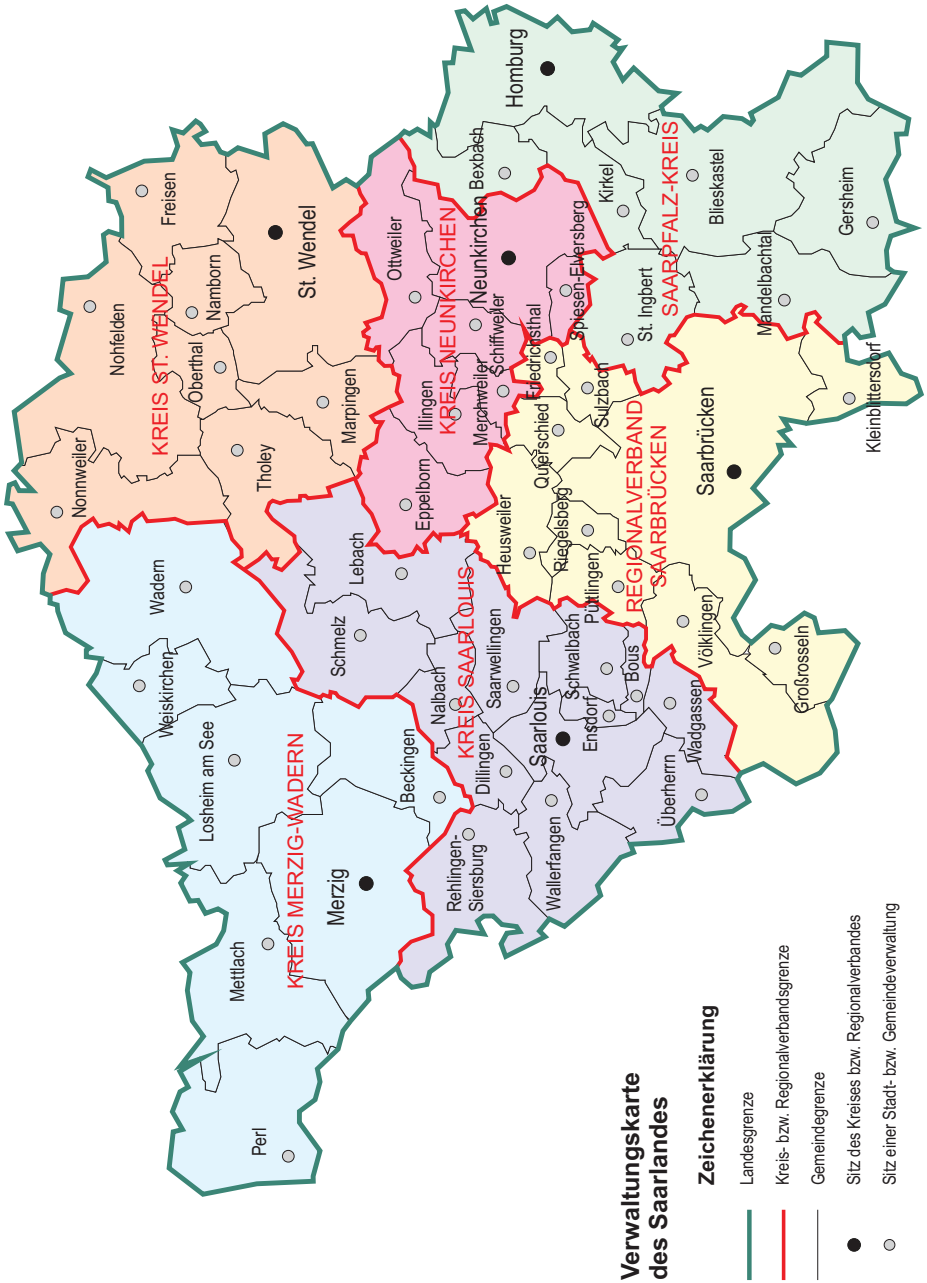 Perl
Mettlach
Merzig
Losheim am See
Weiskirchen
Wadern
Beckingen
KREIS MERZIG-WADERN
Nonnweiler
Nohfelden
Freisen
KREIS ST. WENDEL
Oberthal
Namborn
Tholey
Marpingen
St. Wendel
Ottweiler
Eppelborn
Illingen
KREIS NEUNKIRCHEN
Merchweiler
Schiffweiler
Neunkirchen
Spiesen-Elversberg
Lebach
Schmelz
Nalbach
KREIS SAARLOUIS
Saarwellingen
Dillingen
Rehlingen-
Siersburg
Saarlouis
Wallerfangen
Schwalbach
Ensdorf
Bous
Überherrn
Wadgassen
Heusweiler
Riegelsberg
Quierschied
Friedrichsthal
Sulzbach
Püttlingen
REGIONALVERBAND
SAARBRÜCKEN
Völklingen
Großrosseln
Saarbrücken
Kleinblittersdorf
Bexbach
Homburg
Kirkel
St. Ingbert
SAARPFALZ-KREIS
Blieskastel
Mandelbachtal
Gersheim
Verwaltungskarte
des Saarlandes
Zeichenerklärung
Landesgrenze
Kreis- bzw. Regionalverbandsgrenze
Gemeindegrenze
Sitz des Kreises bzw. Regionalverbandes
Sitz einer Stadt- bzw. Gemeindeverwaltung